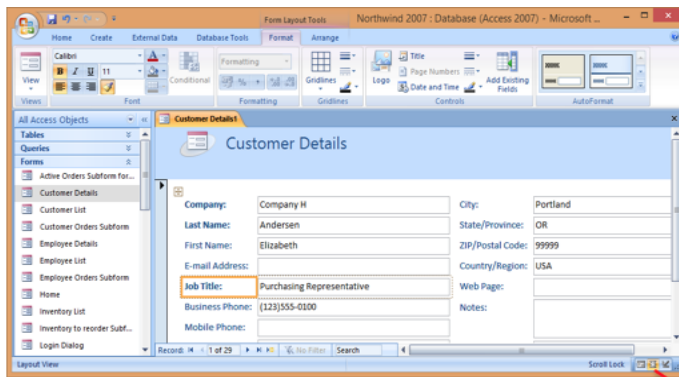 Form Layout Tools
Northwind 2007 : Database (Access 2007) - Microsoft ...
Home Create External Data Database Tools Format Arrange
Calibri
B I U 11
View
Conditional
Formatting
Gridlines
Logo
Title
Page Numbers
Date and Time
Add Existing Fields
Views Font Formatting Gridlines Controls AutoFormat
All Access Objects
Tables
Queries
Forms
Active Orders Subform for...
Customer Details
Customer List
Customer Orders Subform
Employee Details
Employee List
Employee Orders Subform
Home
Inventory List
Inventory to reorder Subf...
Login Dialog
Customer Details1
Customer Details
Company: Company H City: Portland
Last Name: Andersen State/Province: OR
First Name: Elizabeth ZIP/Postal Code: 99999
E-mail Address: Country/Region: USA
Job Title: Purchasing Representative Web Page:
Business Phone: (123)555-0100 Notes:
Mobile Phone:
Record: 1 of 29 No Filter Search
Layout View Scroll Lock